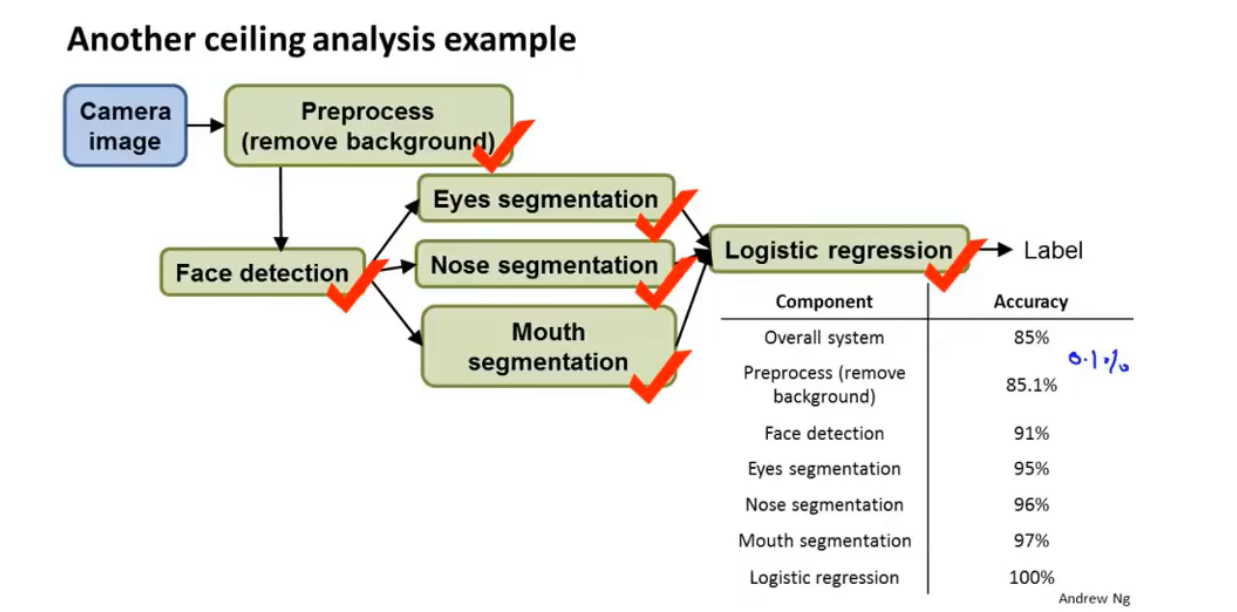 Another ceiling analysis example
Camera
image
Preprocess
(remove background)
Eyes segmentation
Face detection
Nose segmentation
Mouth
segmentation
Logistic regression
Label
Component Accuracy
Overall system 85%
0.1%
Preprocess (remove
background) 85.1%
Face detection 91%
Eyes segmentation 95%
Nose segmentation 96%
Mouth segmentation 97%
Logistic regression 100%
Andrew Ng